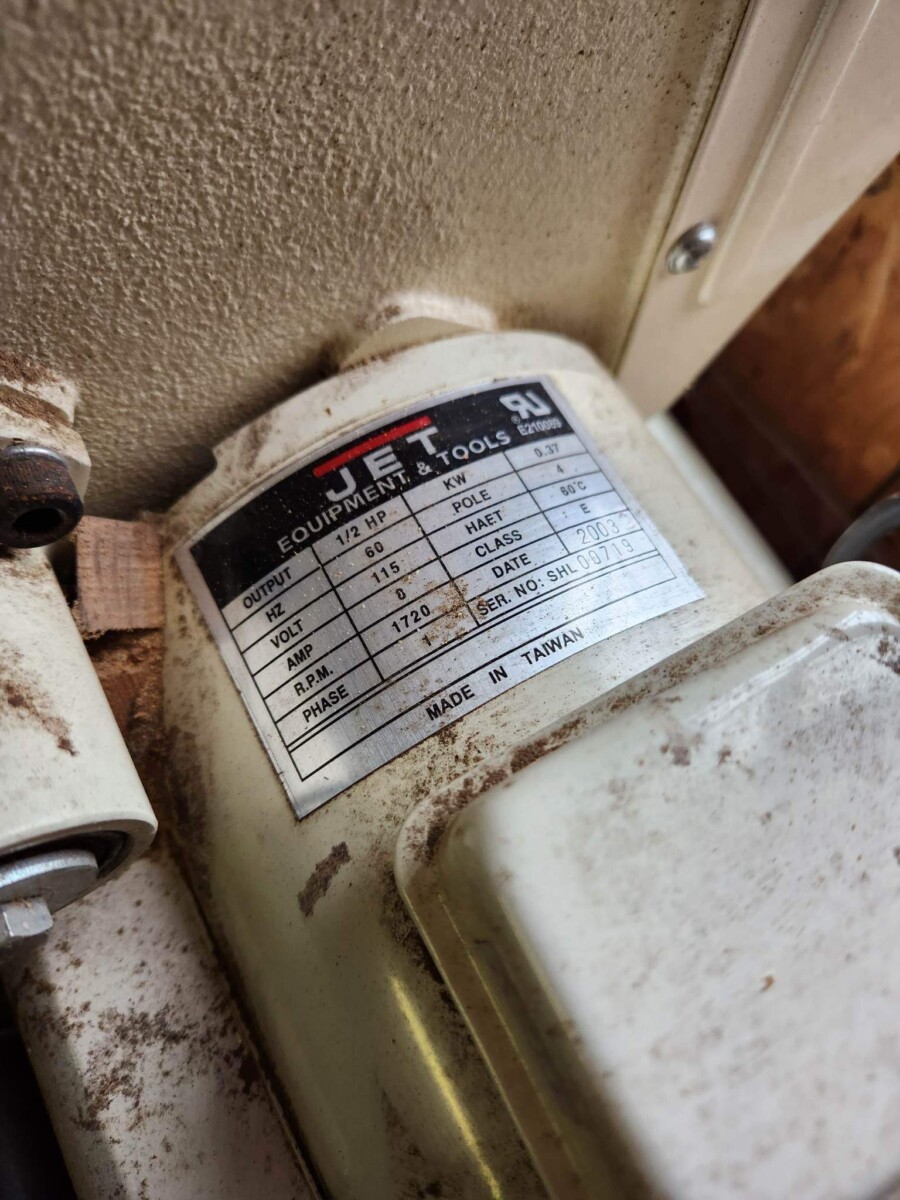 JET
EQUIPMENT & TOOLS
® E210089
OUTPUT 1/2 HP KW 0.37
HZ 60 POLE 4
VOLT 115 HAET 60°C
AMP 8 CLASS E
R.P.M. 1720 DATE 2003
PHASE 1 SER. NO: SHL00719
MADE IN TAIWAN